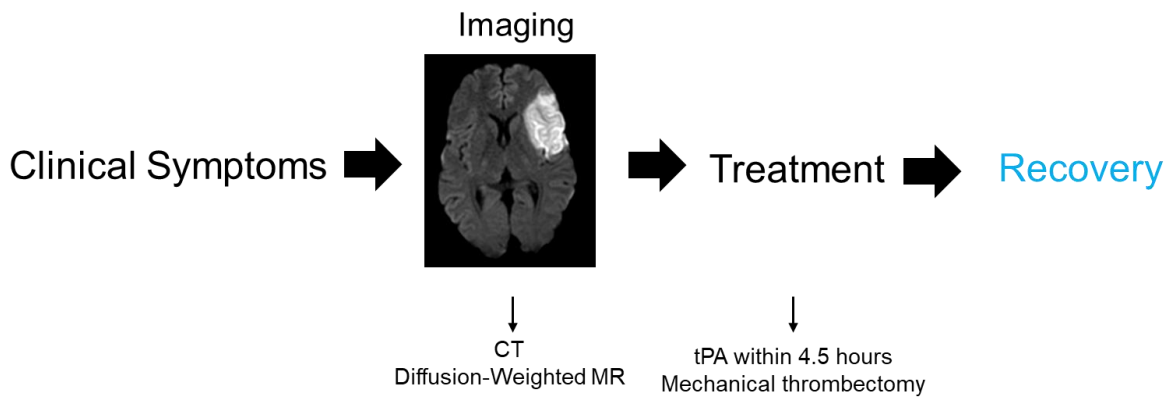 Imaging
Clinical Symptoms
Treatment
Recovery
CT
Diffusion-Weighted MR
tPA within 4.5 hours
Mechanical thrombectomy